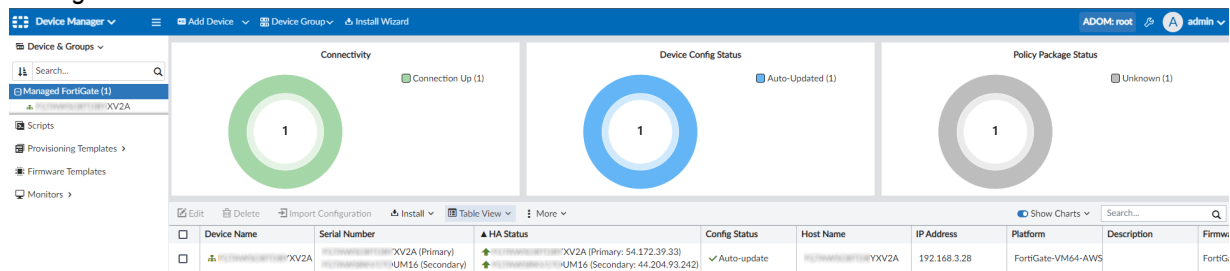 Device Manager
Add Device
Device Group
Install Wizard
ADOM: root
A
admin
Device & Groups
Search...
Managed FortiGate (1)
XV2A
Scripts
Provisioning Templates
Firmware Templates
Monitors
Connectivity
Connection Up (1)
1
Device Config Status
Auto-Updated (1)
1
Policy Package Status
Unknown (1)
1
Edit
Delete
Import Configuration
Install
Table View
More
Show Charts
Search...
Device Name
Serial Number
HA Status
Config Status
Host Name
IP Address
Platform
Description
Firmwa
XV2A
XV2A (Primary)
UM16 (Secondary)
XV2A (Primary: 54.172.39.33)
UM16 (Secondary: 44.204.93.242)
Auto-update
YXV2A
192.168.3.28
FortiGate-VM64-AWS
FortiGa